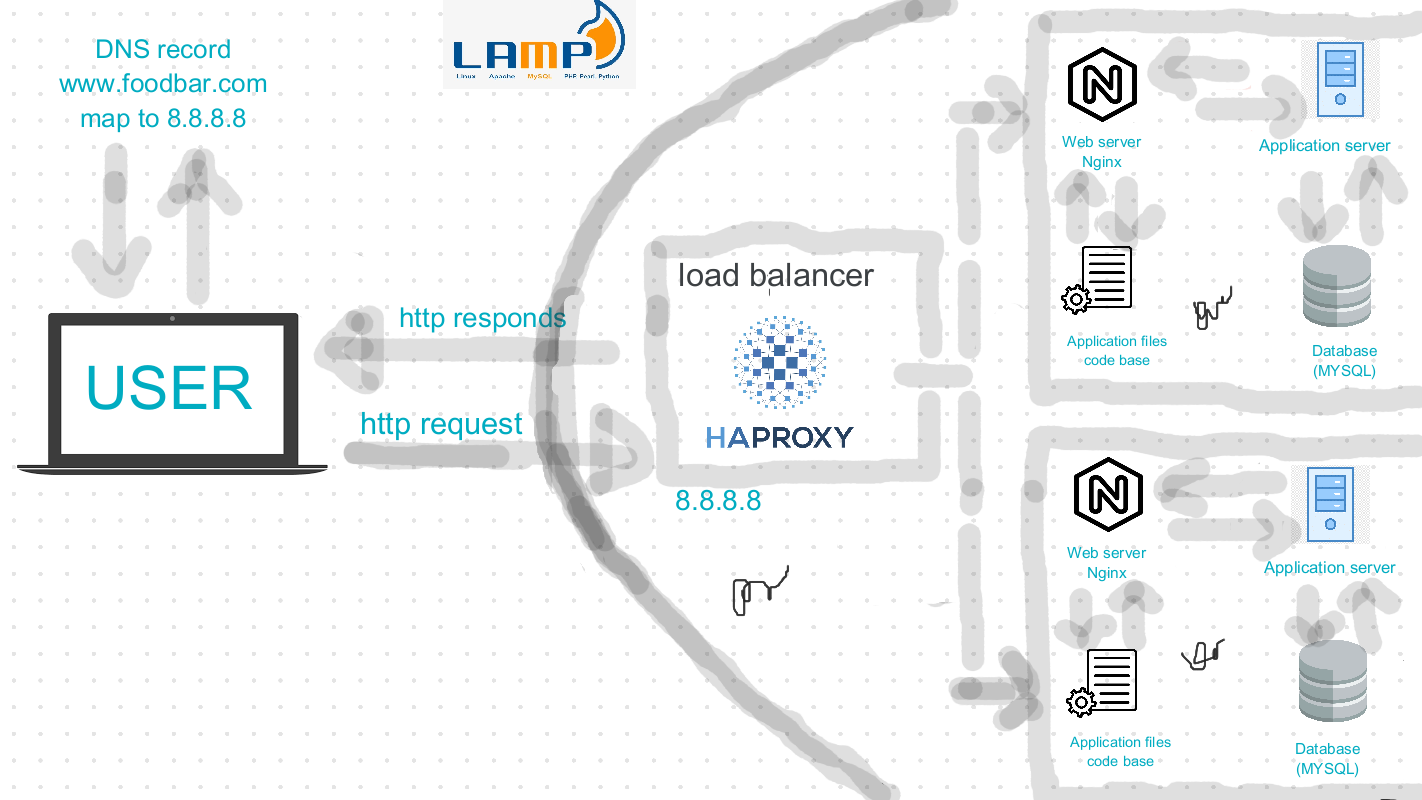 DNS record
www.foodbar.com
map to 8.8.8.8
LAMP
Linux Apache MySQL PHP Pearl Python
USER
http responds
http request
load balancer
HAPROXY
8.8.8.8
Web server
Nginx
Application server
Application files
code base
Database
(MYSQL)
Web server
Nginx
Application server
Application files
code base
Database
(MYSQL)